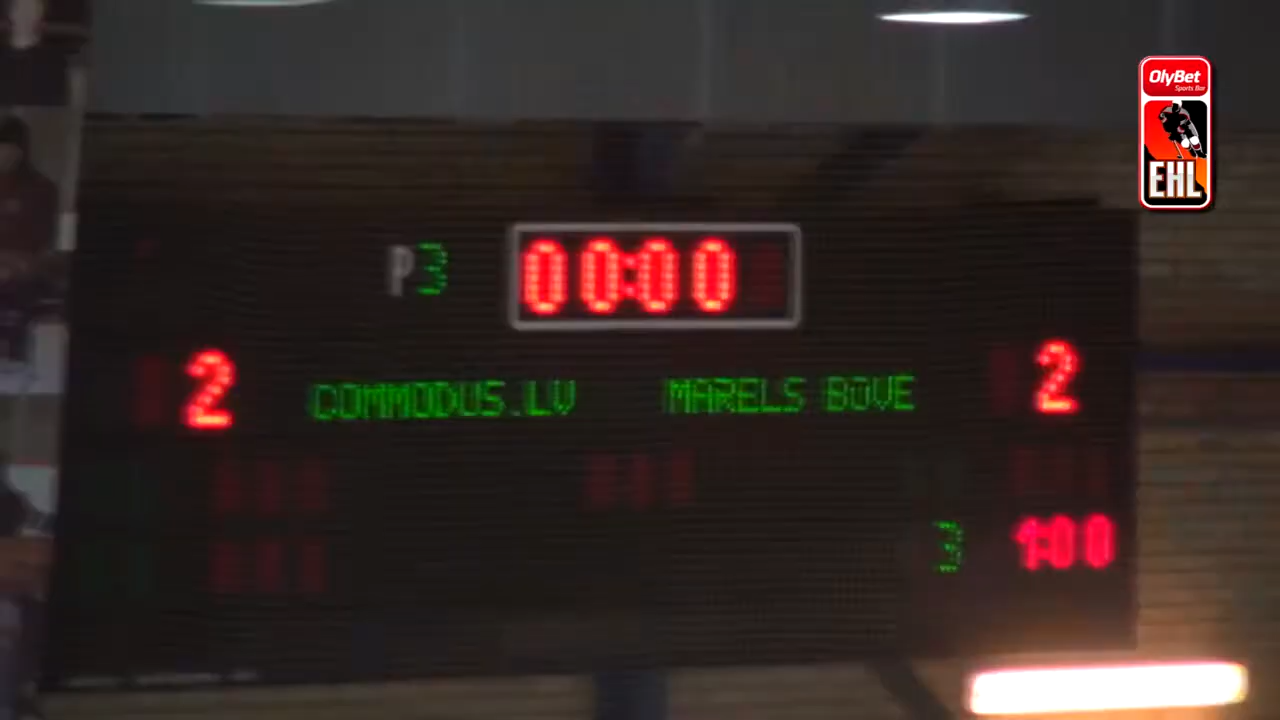 OlyBet
Sports Bar
EHL
P3 00:00
2 COMMODUS.LV MARELS BOVE 2
3 1:00